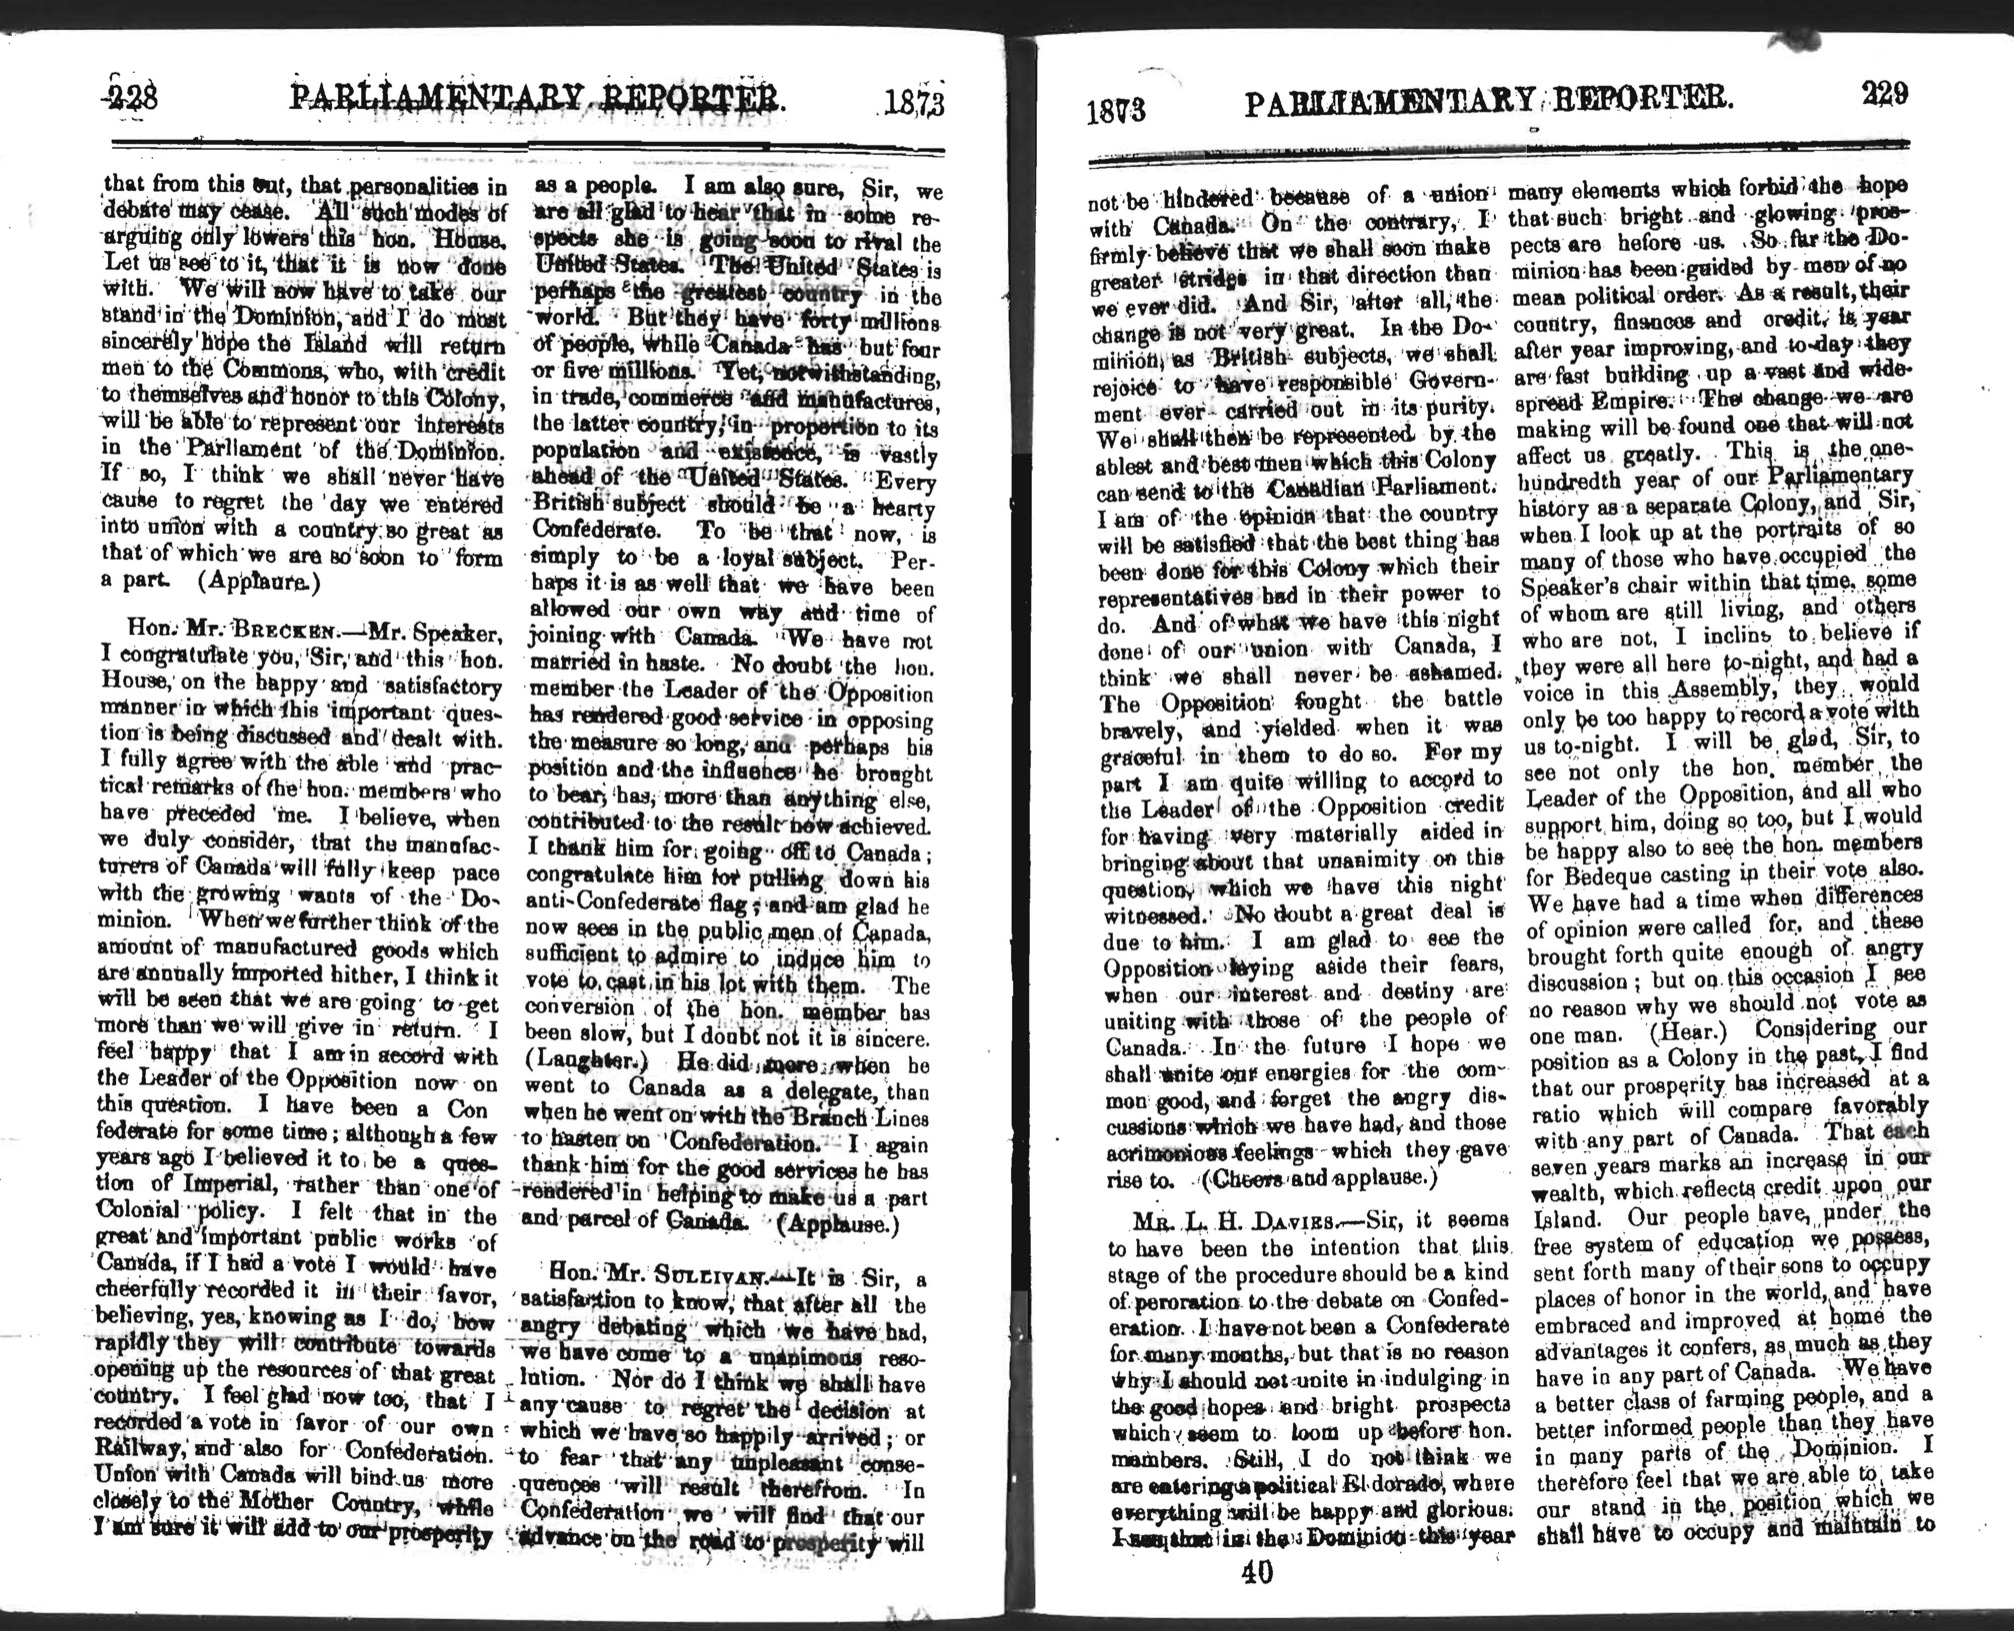 228 PARLIAMENTARY REPORTER. 1873
that from this out, that personalities in
debate may cease. All such modes of
arguing only lowers this hon. House.
Let us see to it, that it is now done
with. We will now have to take our
stand in the Dominion, and I do most
sincerely hope the Island will return
men to the Commons, who, with credit
to themselves and honor to this Colony,
will be able to represent our interests
in the Parliament of the Dominion.
If so, I think we shall never have
cause to regret the day we entered
into union with a country so great as
that of which we are so soon to form
a part. (Applause.)
Hon. Mr. BRECKEN.—Mr. Speaker,
I congratulate you, Sir, and this hon.
House, on the happy and satisfactory
manner in which this important ques-
tion is being discussed and dealt with.
I fully agree with the able and prac-
tical remarks of the hon. members who
have preceded me. I believe, when
we duly consider, that the manufac-
turers of Canada will fully keep pace
with the growing wants of the Do-
minion. When we further think of the
amount of manufactured goods which
are annually imported hither, I think it
will be seen that we are going to get
more than we will give in return. I
feel happy that I am in accord with
the Leader of the Opposition now on
this question. I have been a Con
federate for some time; although a few
years ago I believed it to be a ques-
tion of Imperial, rather than one of
Colonial policy. I felt that in the
great and important public works of
Canada, if I had a vote I would have
cheerfully recorded it in their favor,
believing, yes, knowing as I do, how
rapidly they will contribute towards
opening up the resources of that great
country. I feel glad now too, that I
recorded a vote in favor of our own
Railway, and also for Confederation.
Union with Canada will bind us more
closely to the Mother Country, while
I am sure it will add to our prosperity
as a people. I am also sure, Sir, we
are all glad to hear that in some re-
spects she is going soon to rival the
United States. The United States is
perhaps the greatest country in the
world. But they have forty millions
of people, while Canada has but four
or five millions. Yet, notwithstanding,
in trade, commerce and manufactures,
the latter country, in proportion to its
population and existence, is vastly
ahead of the United States. Every
British subject should be a hearty
Confederate. To be that now, is
simply to be a loyal subject. Per-
haps it is as well that we have been
allowed our own way and time of
joining with Canada. We have not
married in haste. No doubt the hon.
member the Leader of the Opposition
has rendered good service in opposing
the measure so long, and perhaps his
position and the influence he brought
to bear, has, more than anything else,
contributed to the result now achieved.
I thank him for going off to Canada;
congratulate him for pulling down his
anti-Confederate flag; and am glad he
now sees in the public men of Canada,
sufficient to admire to induce him to
vote to cast in his lot with them. The
conversion of the hon. member has
been slow, but I doubt not it is sincere.
(Laughter.) He did more when he
went to Canada as a delegate, than
when he went on with the Branch Lines
to hasten on Confederation. I again
thank him for the good services he has
rendered in helping to make us a part
and parcel of Canada. (Applause.)
Hon. Mr. SULLIVAN.—It is Sir, a
satisfaction to know, that after all the
angry debating which we have had,
we have come to a unanimous reso-
lution. Nor do I think we shall have
any cause to regret the decision at
which we have so happily arrived; or
to fear that any unpleasant conse-
quences will result therefrom. In
Confederation we will find that our
advance on the road to prosperity will
1873 PARLIAMENTARY REPORTER. 229
not be hindered because of a union
with Canada. On the contrary, I
firmly believe that we shall soon make
greater strides in that direction than
we ever did. And Sir, after all, the
change is not very great. In the Do-
minion, as British subjects, we shall
rejoice to have responsible Govern-
ment ever carried out in its purity.
We shall then be represented by the
ablest and best men which this Colony
can send to the Canadian Parliament.
I am of the opinion that the country
will be satisfied that the best thing has
been done for this Colony which their
representatives had in their power to
do. And of what we have this night
done of our union with Canada, I
think we shall never be ashamed.
The Opposition fought the battle
bravely, and yielded when it was
graceful in them to do so. For my
part I am quite willing to accord to
the Leader of the Opposition credit
for having very materially aided in
bringing about that unanimity on this
question, which we have this night
witnessed. No doubt a great deal is
due to him. I am glad to see the
Opposition laying aside their fears,
when our interest and destiny are
uniting with those of the people of
Canada. In the future I hope we
shall unite our energies for the com-
mon good, and forget the angry dis-
cussions which we have had, and those
acrimonious feelings which they gave
rise to. (Cheers and applause.)
MR. L. H. DAVIES.—Sir, it seems
to have been the intention that this
stage of the procedure should be a kind
of peroration to the debate on Confed-
eration. I have not been a Confederate
for many months, but that is no reason
why I should not unite in indulging in
the good hopes and bright prospects
which seem to loom up before hon.
members. Still, I do not think we
are entering a political El dorado, where
everything will be happy and glorious.
I see that in the Dominion this year
many elements which forbid the hope
that such bright and glowing pros-
pects are before us. So far the Do-
minion has been guided by men of no
mean political order. As a result, their
country, finances and credit, is year
after year improving, and to-day they
are fast building up a vast and wide-
spread Empire. The change we are
making will be found one that will not
affect us greatly. This is the one-
hundredth year of our Parliamentary
history as a separate Colony, and Sir,
when I look up at the portraits of so
many of those who have occupied the
Speaker's chair within that time, some
of whom are still living, and others
who are not, I incline to believe if
they were all here to-night, and had a
voice in this Assembly, they would
only be too happy to record a vote with
us to-night. I will be glad, Sir, to
see not only the hon. member the
Leader of the Opposition, and all who
support him, doing so too, but I would
be happy also to see the hon. members
for Bedeque casting in their vote also.
We have had a time when differences
of opinion were called for, and these
brought forth quite enough of angry
discussion; but on this occasion I see
no reason why we should not vote as
one man. (Hear.) Considering our
position as a Colony in the past, I find
that our prosperity has increased at a
ratio which will compare favorably
with any part of Canada. That each
seven years marks an increase in our
wealth, which reflects credit upon our
Island. Our people have, under the
free system of education we possess,
sent forth many of their sons to occupy
places of honor in the world, and have
embraced and improved at home the
advantages it confers, as much as they
have in any part of Canada. We have
a better class of farming people, and a
better informed people than they have
in many parts of the Dominion. I
therefore feel that we are able to take
our stand in the position which we
shall have to occupy and maintain to
40